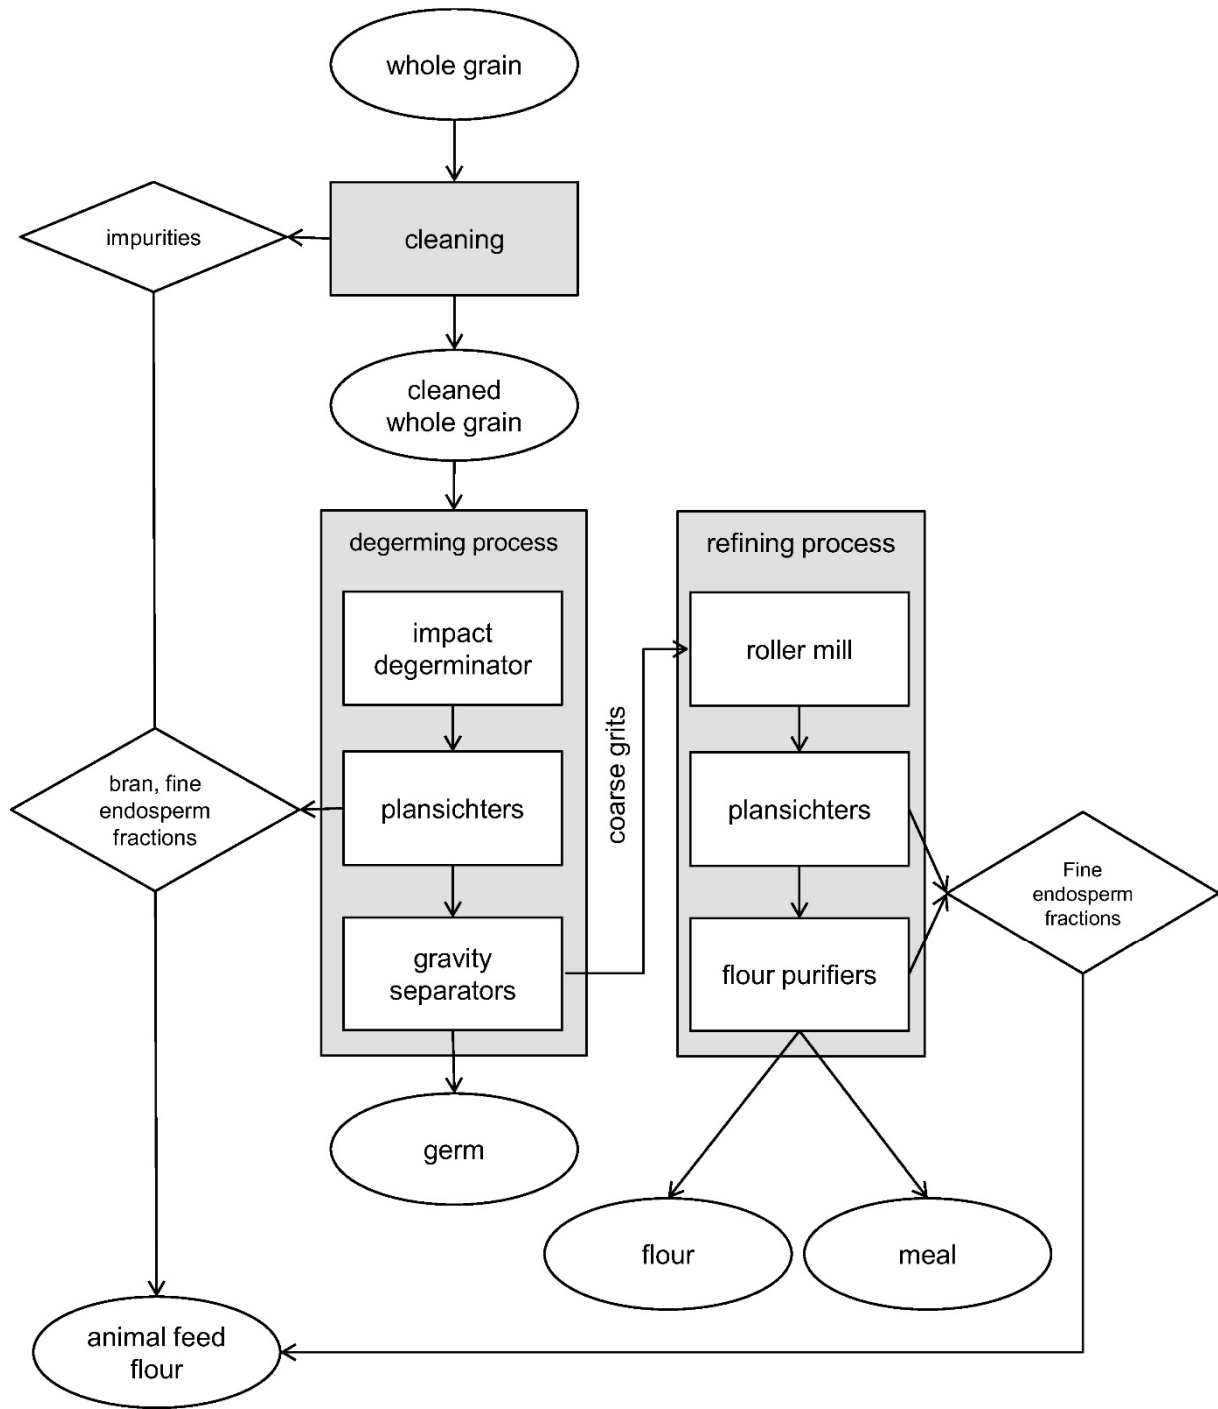 whole grain
impurities
cleaning
cleaned
whole grain
degerming process
refining process
impact
degerminator
roller mill
coarse grits
bran, fine
endosperm
fractions
plansichters
plansichters
Fine
endosperm
fractions
gravity
separators
flour purifiers
germ
flour
meal
animal feed
flour